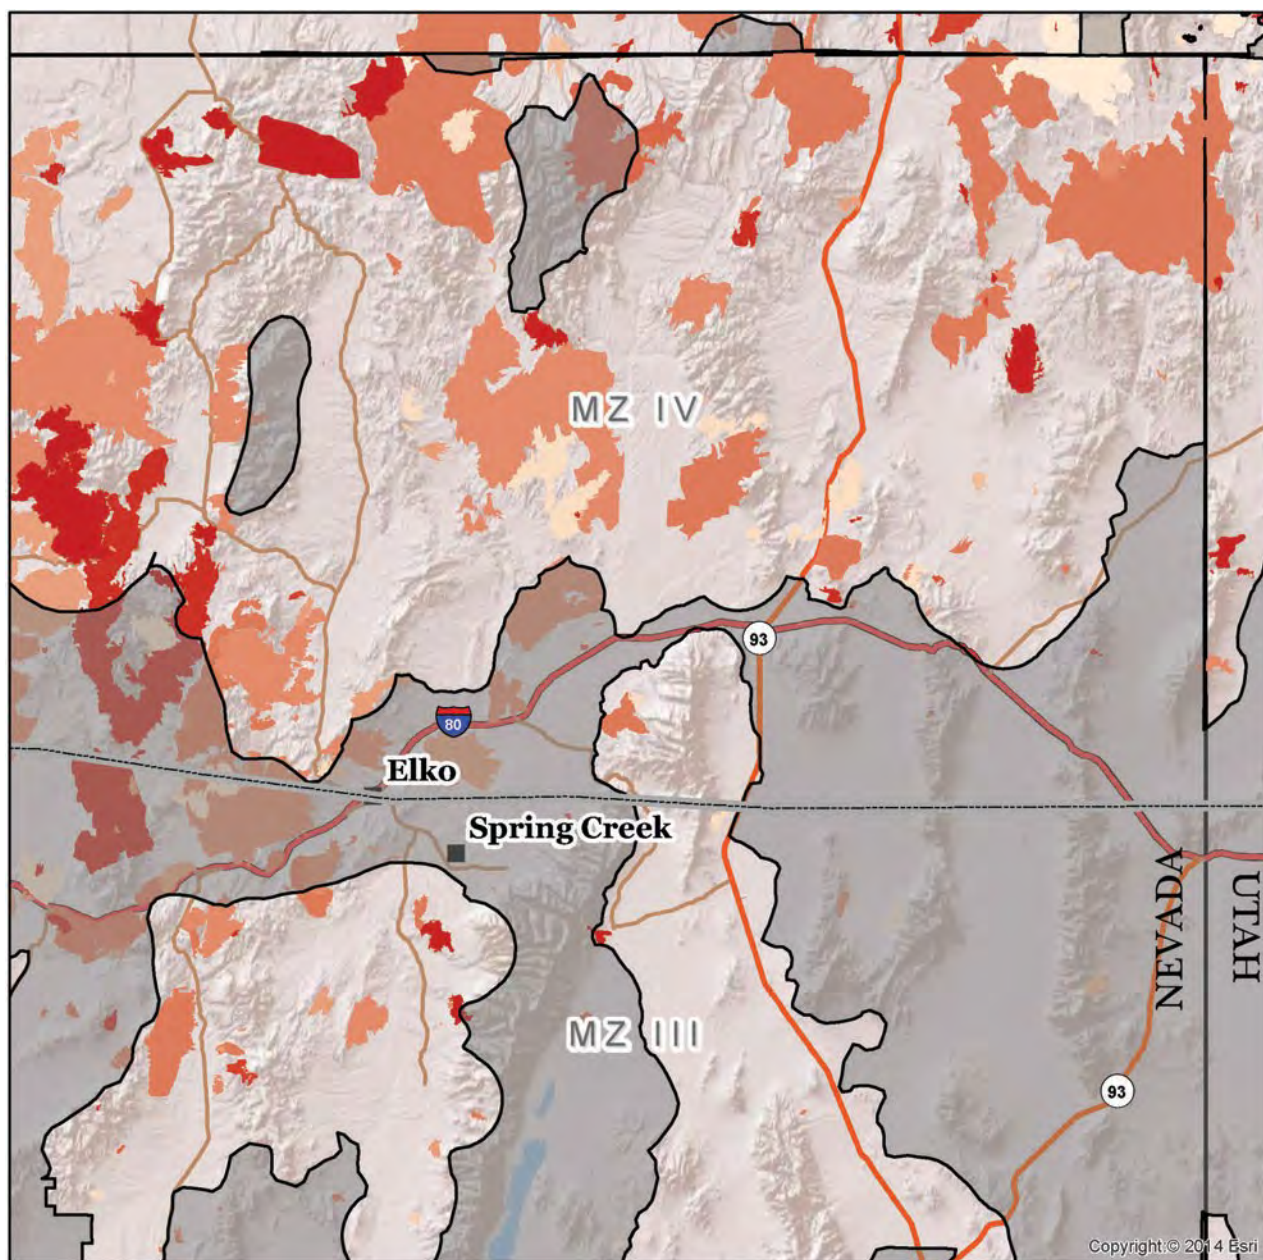 MZ IV
93
80
Elko
Spring Creek
NEVADA
UTAH
MZ III
93
Copyright:© 2014 Esri